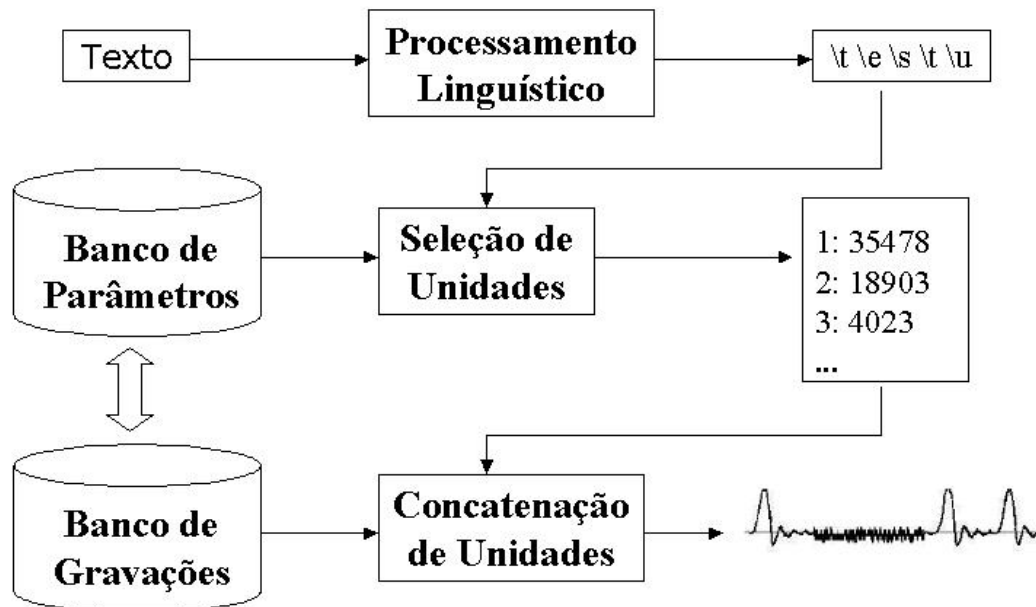 Texto
Processamento
Linguístico
\t \e \s \t \u
Banco de
Parâmetros
Seleção de
Unidades
1: 35478
2: 18903
3: 4023
...
Banco de
Gravações
Concatenação
de Unidades